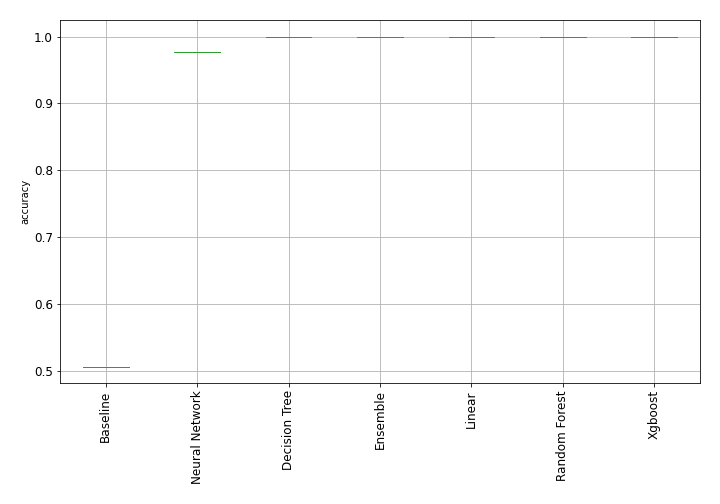 1.0
0.9
0.8
0.7
0.6
0.5
accuracy
Baseline
Neural Network
Decision Tree
Ensemble
Linear
Random Forest
Xgboost